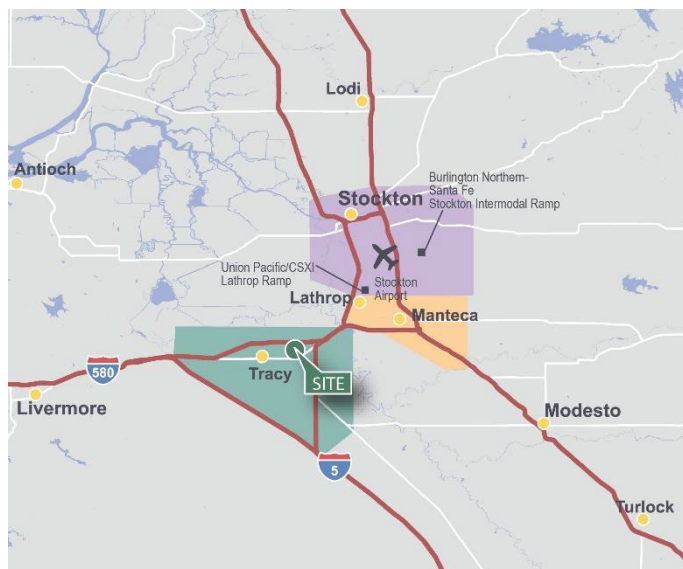 Lodi
Antioch
Stockton
Burlington Northern-
Santa Fe
Stockton Intermodal Ramp
Union Pacific/CSXI
Lathrop Ramp
Stockton
Airport
Lathrop
Manteca
580
Tracy
SITE
Livermore
Modesto
5
Turlock